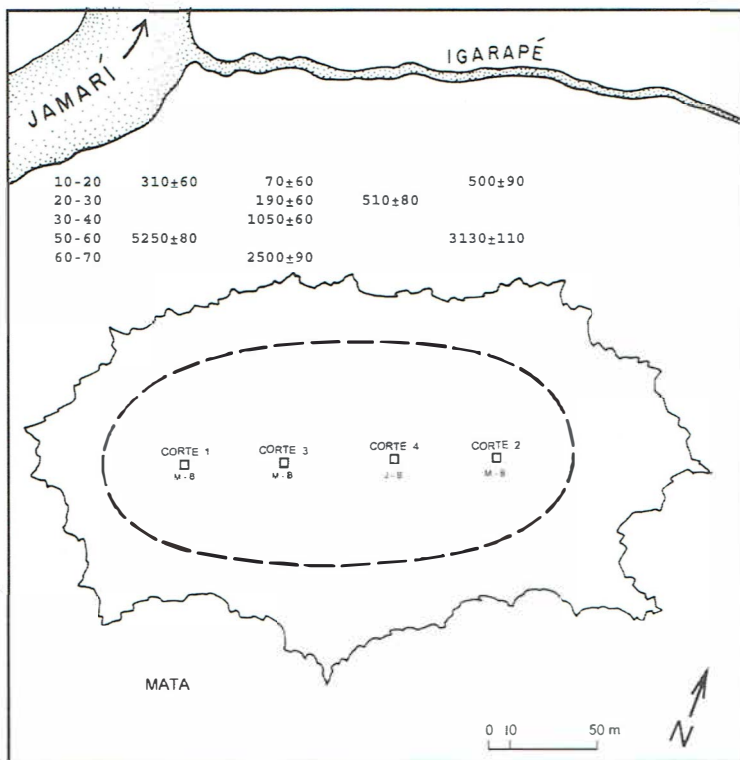 IGARAPÉ
JAMARÍ
10-20 310±60 70±60 500±90
20-30 190±60 510±80
30-40 1050±60
50-60 5250±80 3130±110
60-70 2500±90
CORTE 1 CORTE 3 CORTE 4 CORTE 2
M-B M-B J-B M-B
MATA
0 10 50 m
N